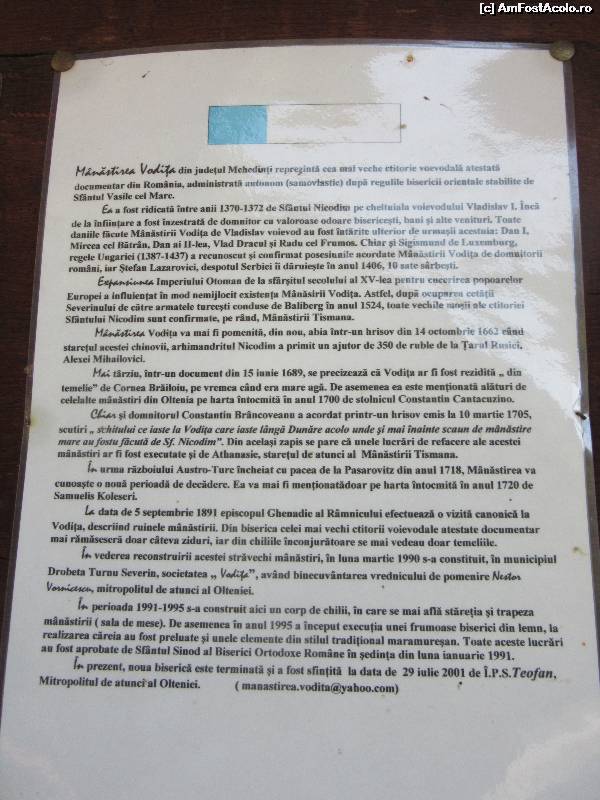 [c] AmFostAcolo.ro
Mânăstirea Vodiţa din judeţul Mehedinţi reprezintă cea mai veche ctitorie voevodală atestată
documentar din România, administrată autonom (samovlastic) după regulile bisericii orientale stabilite de
Sfântul Vasile cel Mare.
Ea a fost ridicată între anii 1370-1372 de Sfântul Nicodim pe cheltuiala voievodului Vladislav I. Încă
de la înfiinţare a fost înzestrată de domnitor cu valoroase odoare bisericeşti, bani şi alte venituri. Toate
daniile făcute Mânăstirii Vodiţa de Vladislav voievod au fost întărite ulterior de urmaşii acestuia: Dan I,
Mircea cel Bătrân, Dan al II-lea, Vlad Dracul şi Radu cel Frumos. Chiar şi Sigismund de Luxemburg,
regele Ungariei (1387-1437) a recunoscut şi confirmat posesiunile acordate Mânăstirii Vodiţa de domnitorii
români, iar Ştefan Lazarovici, despotul Serbiei îi dăruieşte în anul 1406, 10 sate sârbeşti.
Expansiunea Imperiului Otoman de la sfârşitul secolului al XV-lea pentru cucerirea popoarelor
Europei a influienţat în mod nemijlocit existenţa Mânăsirii Vodiţa. Astfel, după ocuparea cetăţii
Severinului de către armatele turceşti conduse de Baliberg în anul 1524, toate vechile moşii ale ctitoriei
Sfântului Nicodim sunt confirmate, pe rând, Mânăstirii Tismana.
Mânăstirea Vodiţa va mai fi pomenită, din nou, abia într-un hrisov din 14 octombrie 1662 când
stareţul acestei chinovii, arhimandritul Nicodim a primit un ajutor de 350 de ruble de la Ţarul Rusiei,
Alexei Mihailovici.
Mai târziu, într-un document din 15 iunie 1689, se precizează că Vodiţa ar fi fost rezidită „ din
temelie” de Cornea Brăiloiu, pe vremea când era mare agă. De asemenea ea este menţionată alături de
celelalte mânăstiri din Oltenia pe harta întocmită în anul 1700 de stolnicul Constantin Cantacuzino.
Chiar şi domnitorul Constantin Brâncoveanu a acordat printr-un hrisov emis la 10 martie 1705,
scutiri „ schitului ce iaste la Vodiţa care iaste lângă Dunăre acolo unde şi mai înainte scaun de mânăstire
mare au fostu făcută de Sf. Nicodim”. Din acelaşi zapis se pare că unele lucrări de refacere ale acestei
mânăstiri ar fi fost executate şi de Athanasie, stareţul de atunci al Mânăstirii Tismana.
În urma războiului Austro-Turc încheiat cu pacea de la Pasarovitz din anul 1718, Mânăstirea va
cunoaşte o nouă perioadă de decădere. Ea va mai fi menţionatădoar pe harta întocmită în anul 1720 de
Samuelis Koleseri.
La data de 5 septembrie 1891 episcopul Ghenadie al Râmnicului efectuează o vizită canonică la
Vodiţa, descriind ruinele mânăstirii. Din biserica celei mai vechi ctitorii voievodale atestate documentar
mai rămăseseră doar câteva ziduri, iar din chiliile înconjurătoare se mai vedeau doar temeliile.
În vederea reconstruirii acestei străvechi mânăstiri, în luna martie 1990 s-a constituit, în municipiul
Drobeta Turnu Severin, societatea „ Vodiţa”, având binecuvântarea vrednicului de pomenire Nestor
Vornicescu, mitropolitul de atunci al Olteniei.
În perioada 1991-1995 s-a construit aici un corp de chilii, în care se mai află stăreţia şi trapeza
mânăstirii ( sala de mese). De asemenea în anul 1995 a început execuţia unei frumoase biserici din lemn, la
realizarea căreia au fost preluate şi unele elemente din stilul tradiţional maramureşan. Toate aceste lucrări
au fost aprobate de Sfântul Sinod al Biserici Ortodoxe Române în şedinţa din luna ianuarie 1991.
În prezent, noua biserică este terminată şi a fost sfinţită la data de 29 iulie 2001 de Î.P.S.Teofan,
Mitropolitul de atunci al Olteniei. ( manastirea.vodita@yahoo.com)